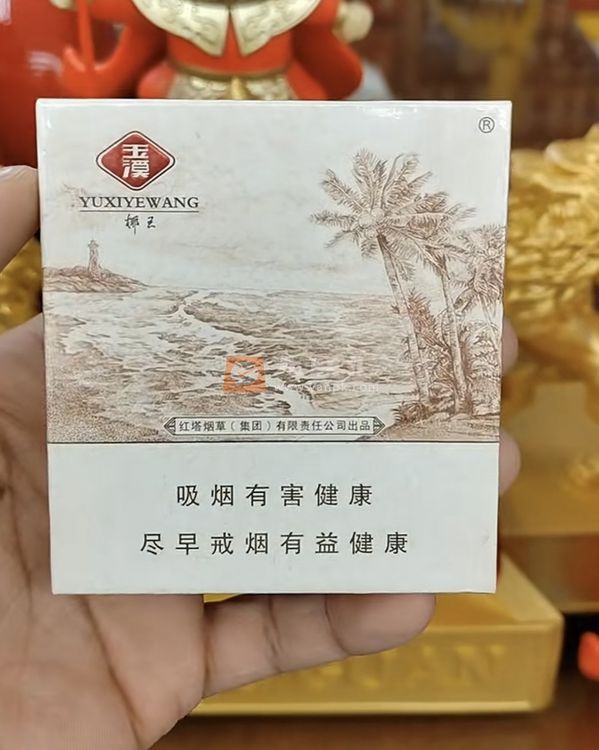 ®
玉溪
YUXIYEWANG
椰王
红塔烟草（集团）有限责任公司出品
吸烟有害健康
尽早戒烟有益健康